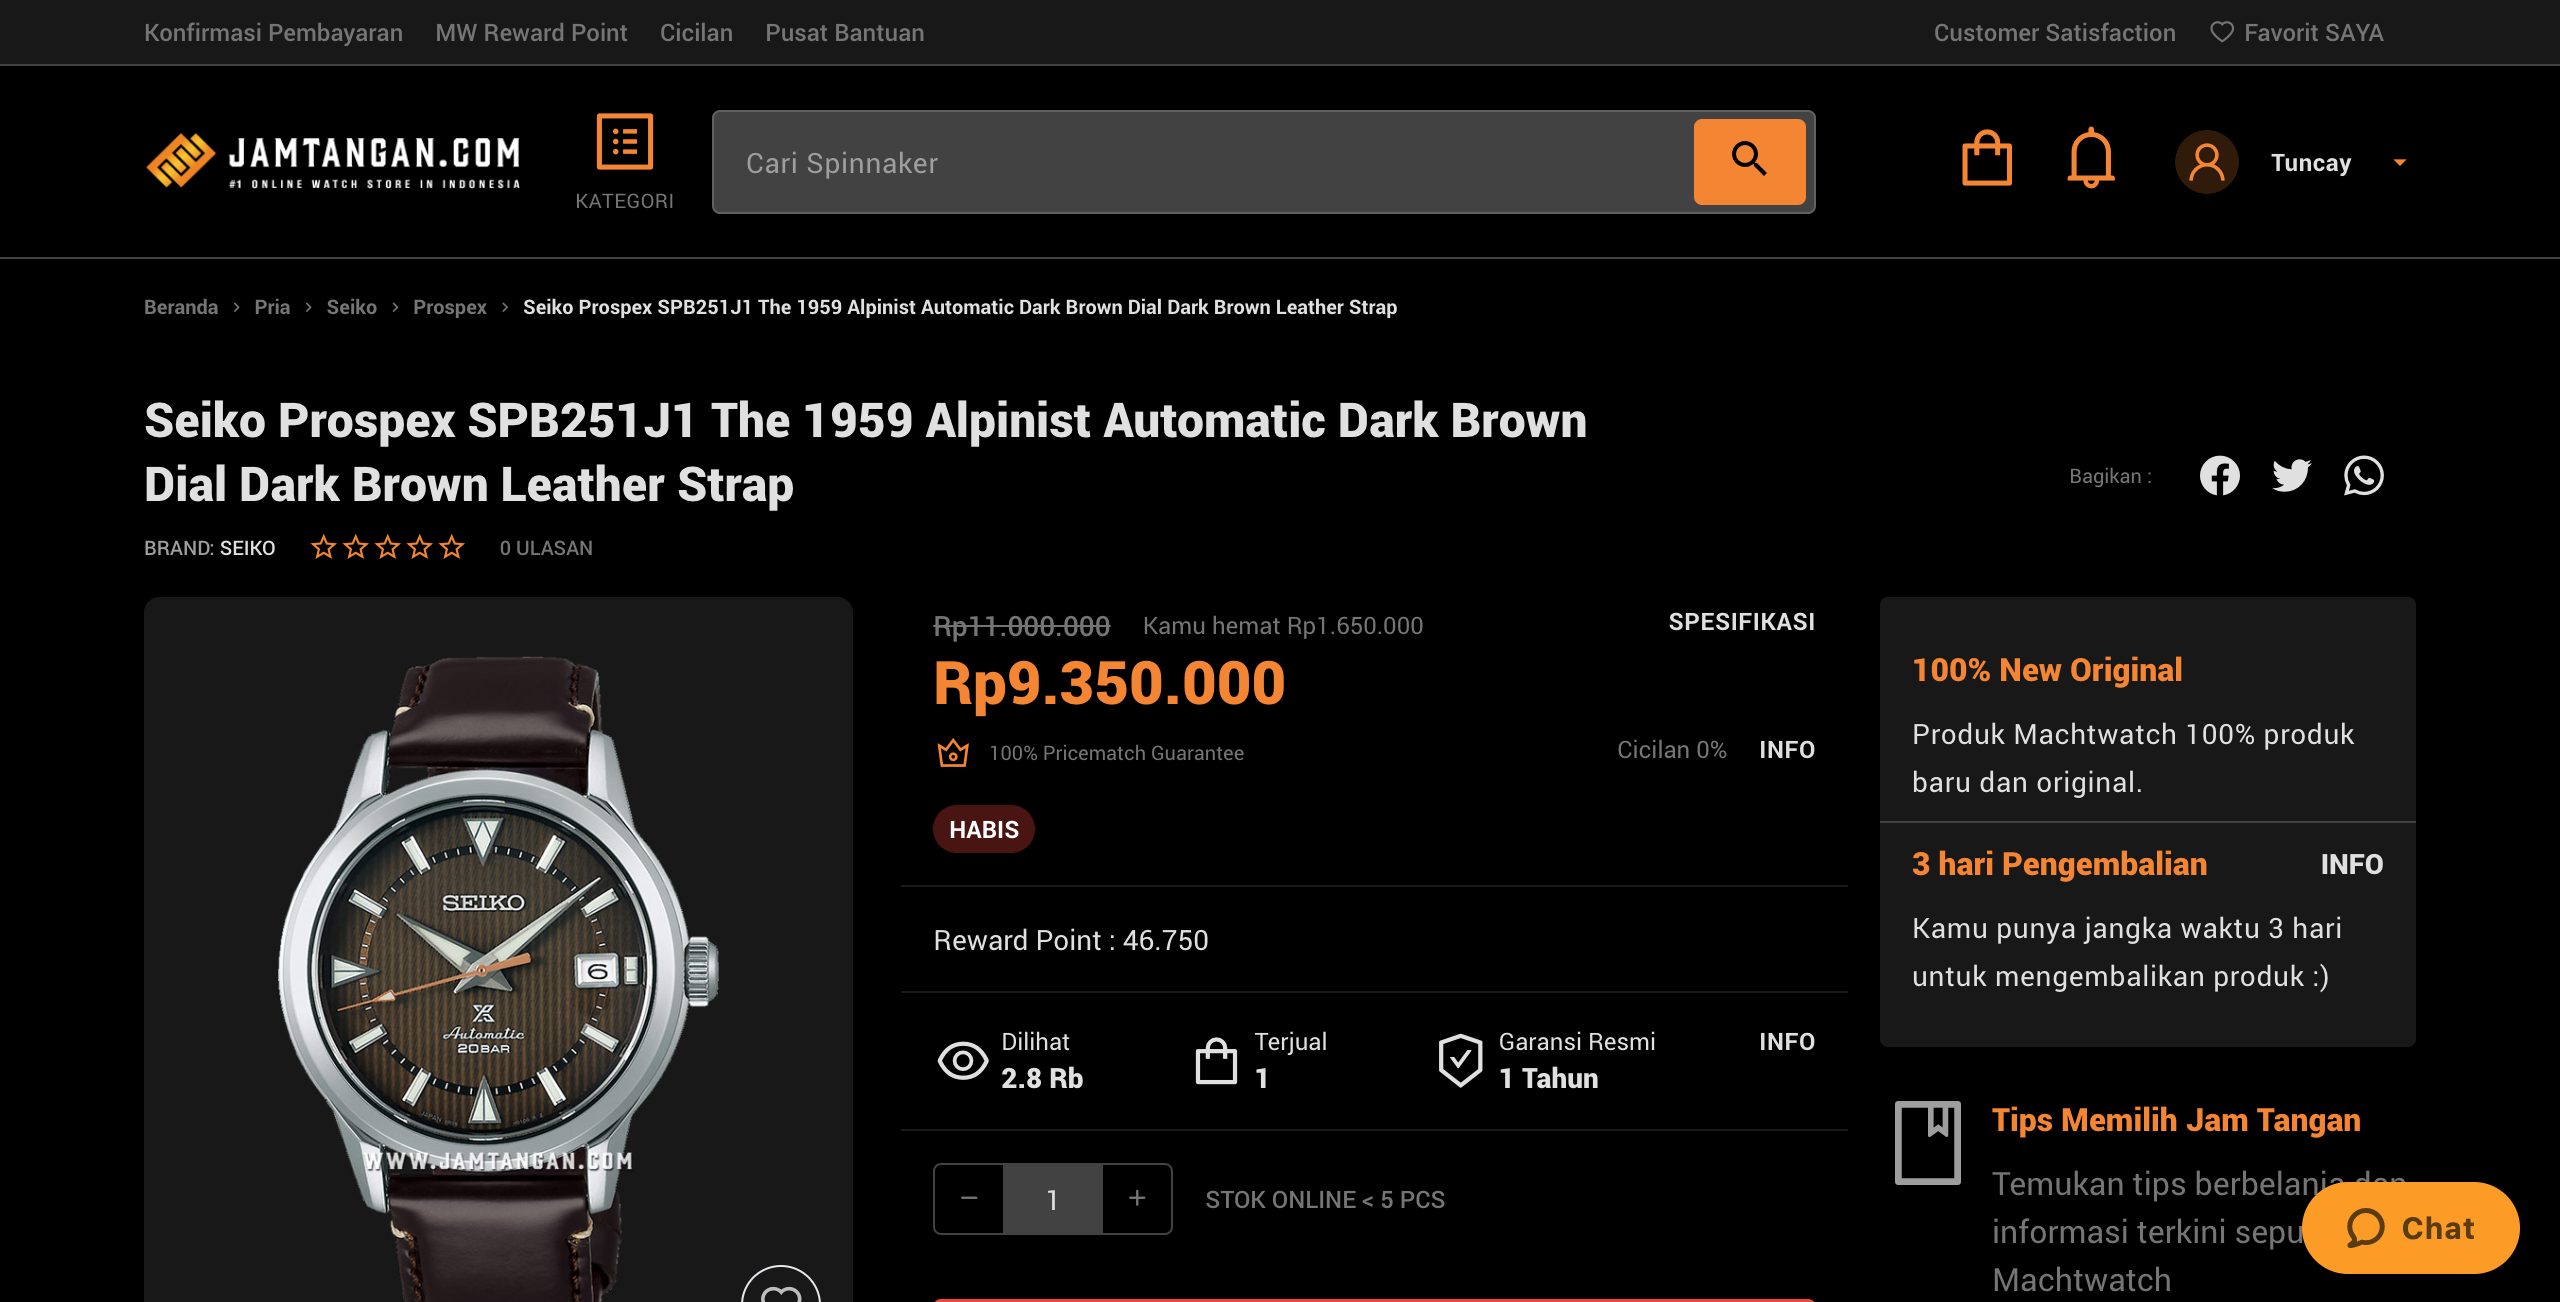 Konfirmasi Pembayaran MW Reward Point Cicilan Pusat Bantuan Customer Satisfaction Favorit SAYA
JAMTANGAN.COM
#1 ONLINE WATCH STORE IN INDONESIA
KATEGORI
Cari Spinnaker
Tuncay
Beranda > Pria > Seiko > Prospex > Seiko Prospex SPB251J1 The 1959 Alpinist Automatic Dark Brown Dial Dark Brown Leather Strap
Seiko Prospex SPB251J1 The 1959 Alpinist Automatic Dark Brown
Dial Dark Brown Leather Strap
Bagikan :
BRAND: SEIKO 0 ULASAN
SEIKO
6
Automatic
20BAR
WWW.JAMTANGAN.COM
Rp11.000.000 Kamu hemat Rp1.650.000 SPESIFIKASI
Rp9.350.000
100% Pricematch Guarantee Cicilan 0% INFO
HABIS
Reward Point : 46.750
Dilihat
2.8 Rb
Terjual
1
Garansi Resmi
1 Tahun
INFO
− 1 + STOK ONLINE < 5 PCS
100% New Original
Produk Machtwatch 100% produk
baru dan original.
3 hari Pengembalian INFO
Kamu punya jangka waktu 3 hari
untuk mengembalikan produk :)
Tips Memilih Jam Tangan
Temukan tips berbelanja dan
informasi terkini sepu
Machtwatch
Chat